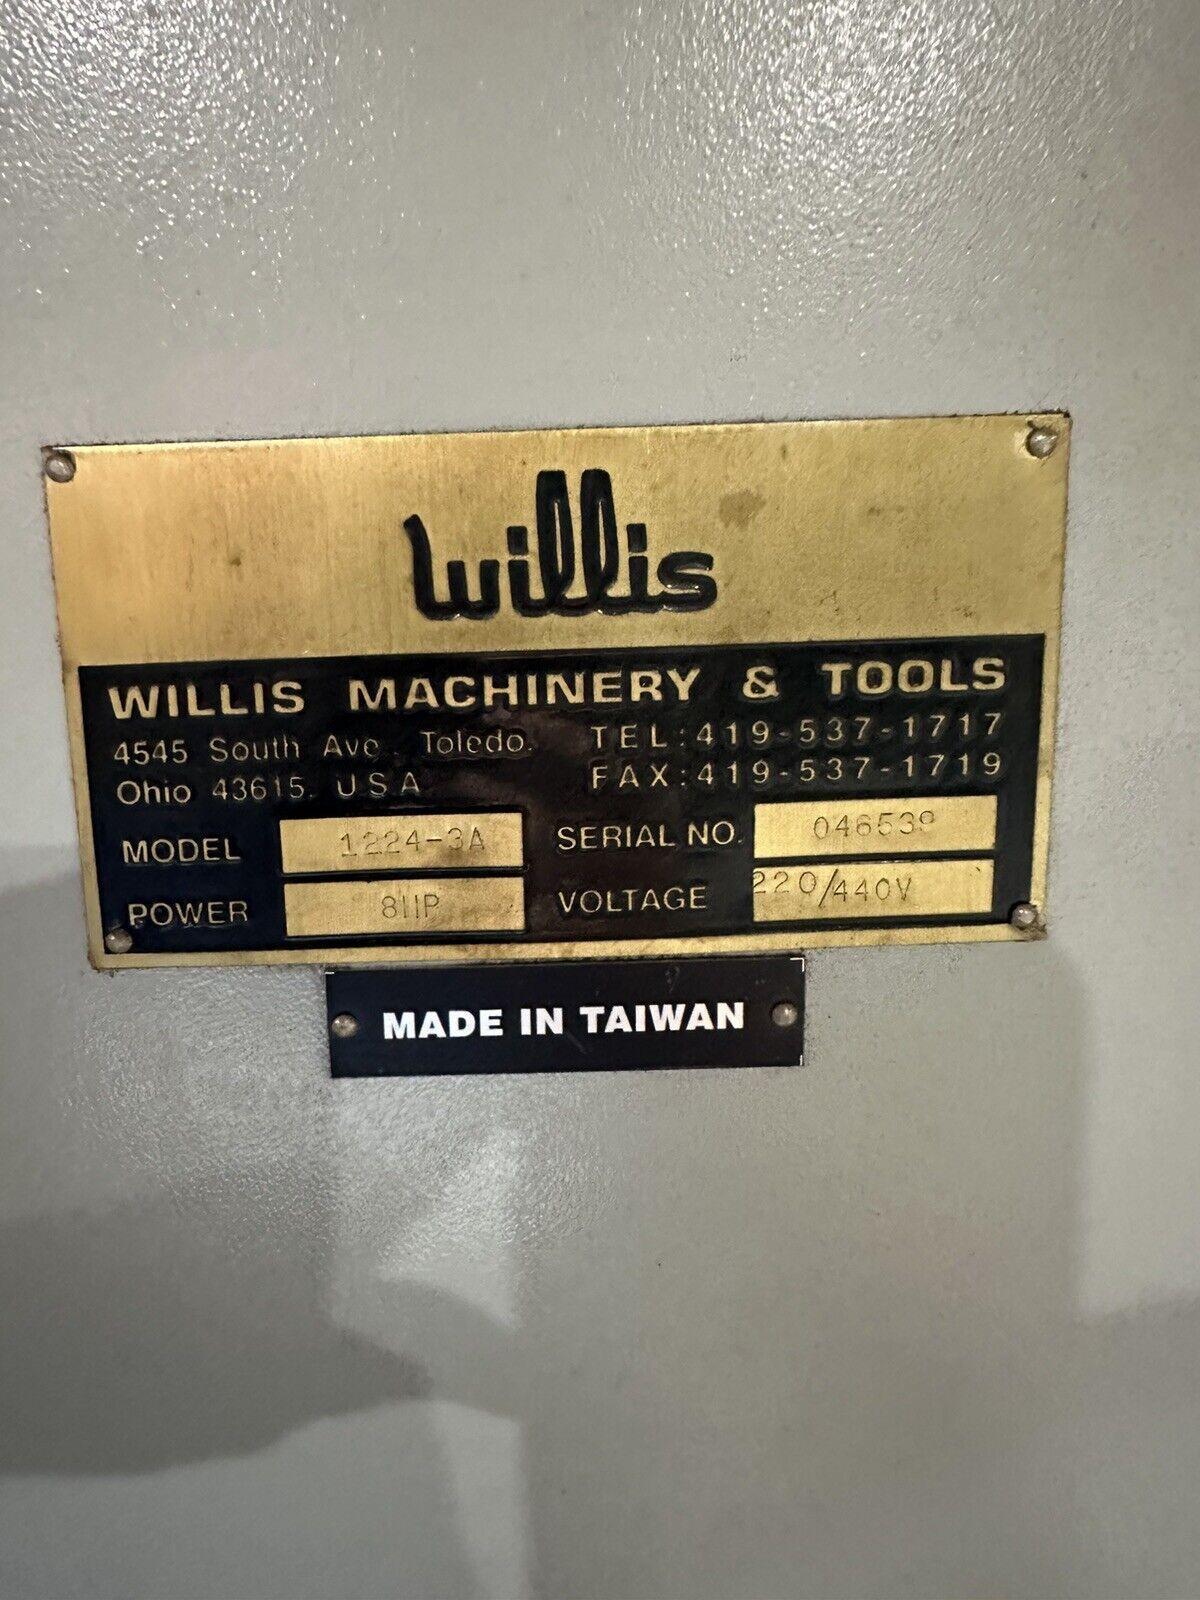 Willis
WILLIS MACHINERY & TOOLS
4545 South Ave. Toledo. TEL:419-537-1717
Ohio 43615. U.S.A FAX:419-537-1719
MODEL 1224-3A SERIAL NO. 046539
POWER 8HP VOLTAGE 220/440V
MADE IN TAIWAN